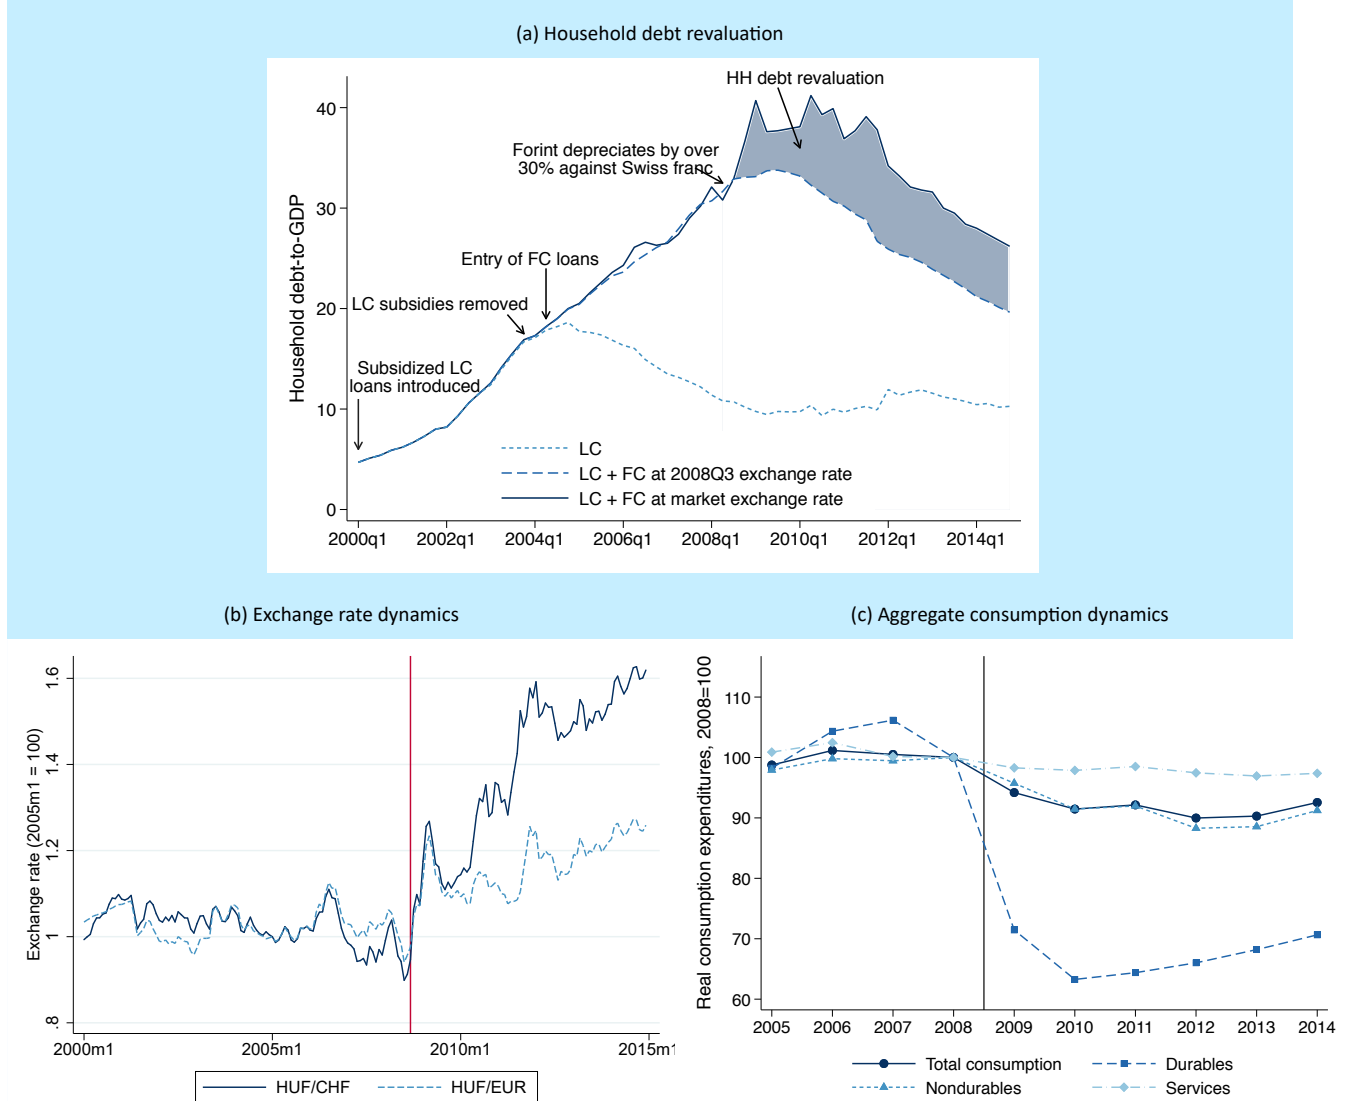 (a) Household debt revaluation
HH debt revaluation
40
Forint depreciates by over
30% against Swiss franc
30
Household debt-to-GDP
Entry of FC loans
LC subsidies removed
20
Subsidized LC
loans introduced
10
LC
LC + FC at 2008Q3 exchange rate
LC + FC at market exchange rate
0
2000q1 2002q1 2004q1 2006q1 2008q1 2010q1 2012q1 2014q1
(b) Exchange rate dynamics
Exchange rate (2005m1 = 100)
1.6
1.4
1.2
1
.8
2000m1 2005m1 2010m1 2015m1
HUF/CHF HUF/EUR
(c) Aggregate consumption dynamics
Real consumption expenditures, 2008=100
110
100
90
80
70
60
2005 2006 2007 2008 2009 2010 2011 2012 2013 2014
Total consumption Durables
Nondurables Services